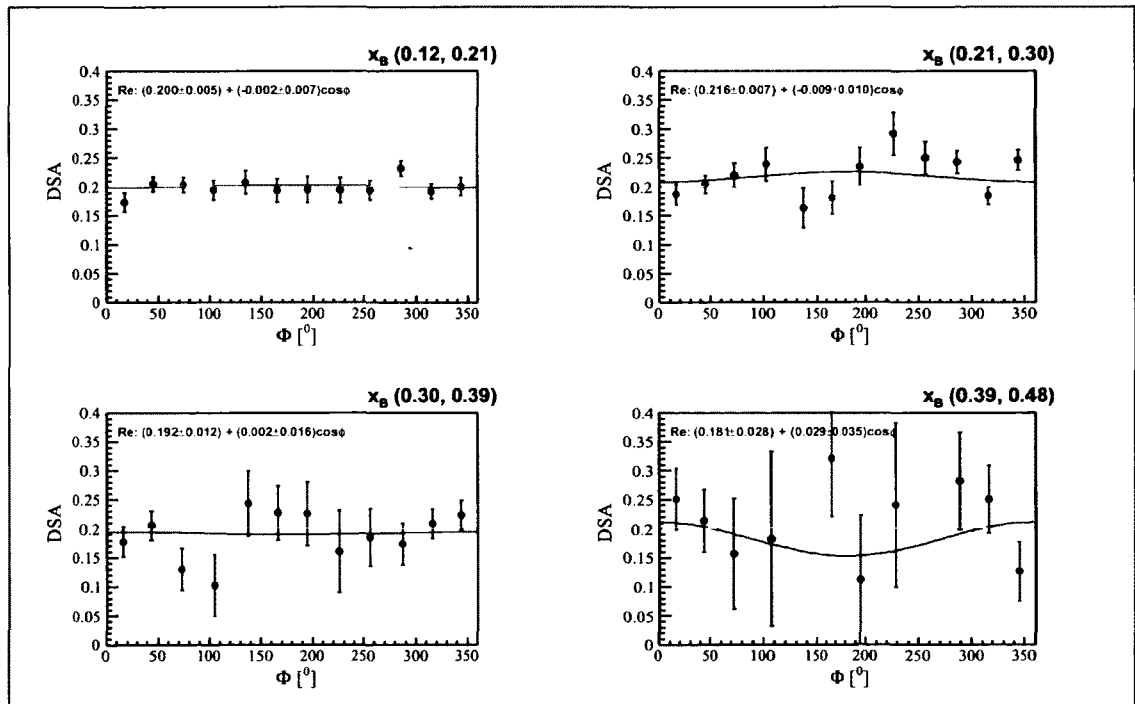 x_B (0.12, 0.21)
0.4
0.35
0.3
0.25
0.2
0.15
0.1
0.05
0
DSA
Re: (0.200±0.005) + (-0.002±0.007)cosϕ
0 50 100 150 200 250 300 350
Φ [⁰]
x_B (0.21, 0.30)
0.4
0.35
0.3
0.25
0.2
0.15
0.1
0.05
0
DSA
Re: (0.216±0.007) + (-0.009±0.010)cosϕ
0 50 100 150 200 250 300 350
Φ [⁰]
x_B (0.30, 0.39)
0.4
0.35
0.3
0.25
0.2
0.15
0.1
0.05
0
DSA
Re: (0.192±0.012) + (0.002±0.016)cosϕ
0 50 100 150 200 250 300 350
Φ [⁰]
x_B (0.39, 0.48)
0.4
0.35
0.3
0.25
0.2
0.15
0.1
0.05
0
DSA
Re: (0.181±0.028) + (0.029±0.035)cosϕ
0 50 100 150 200 250 300 350
Φ [⁰]